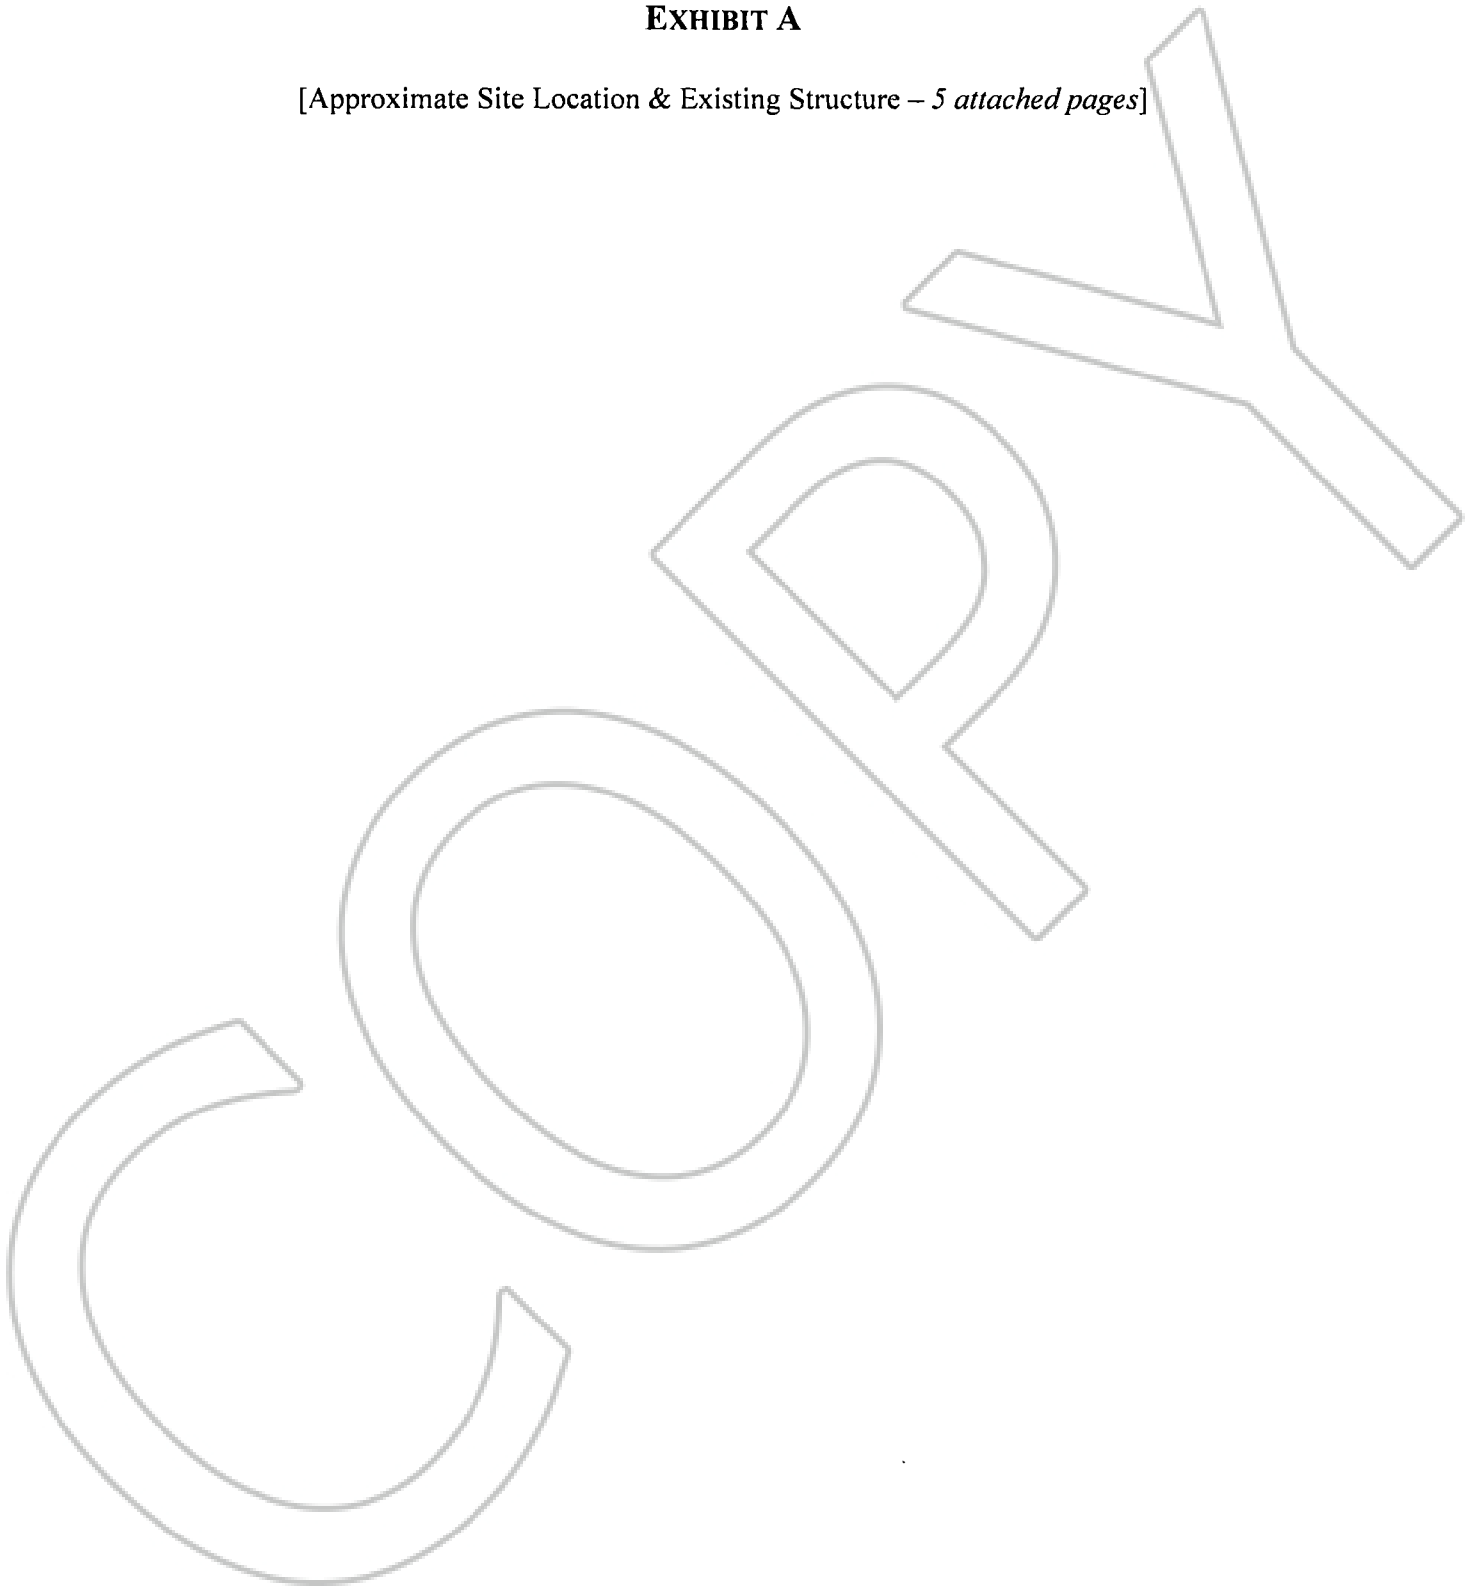 EXHIBIT A
[Approximate Site Location & Existing Structure – 5 attached pages]
COPY